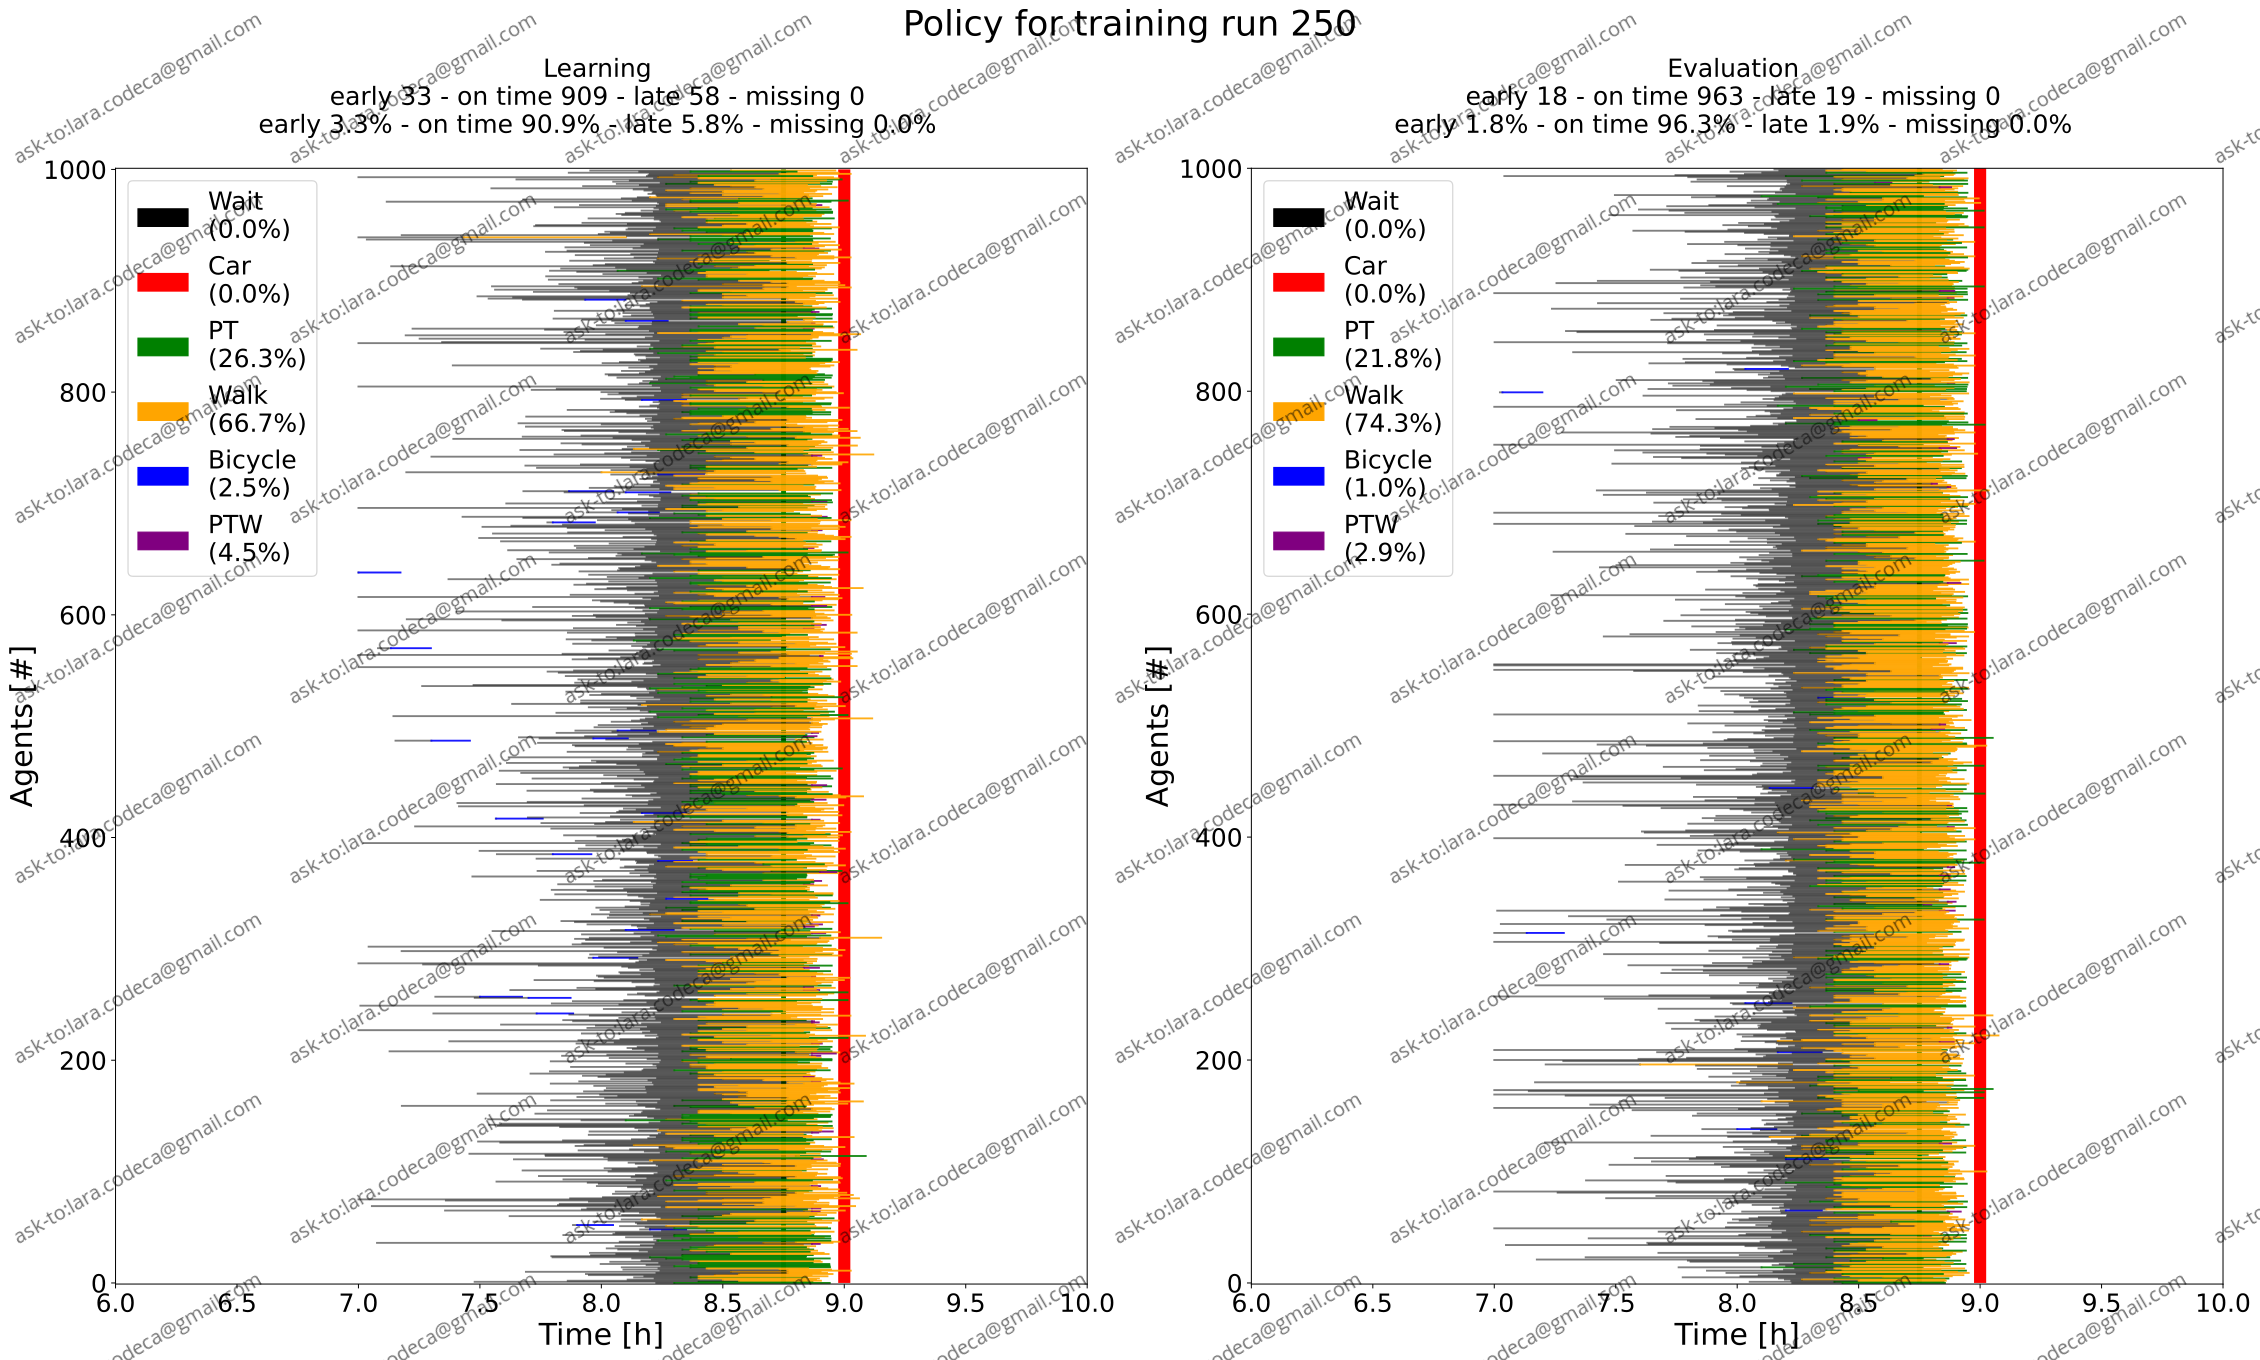 Policy for training run 250
Learning
early 33 - on time 909 - late 58 - missing 0
early 3.3% - on time 90.9% - late 5.8% - missing 0.0%
1000
800
600
400
200
0
Agents [#]
Wait
(0.0%)
Car
(0.0%)
PT
(26.3%)
Walk
(66.7%)
Bicycle
(2.5%)
PTW
(4.5%)
6.0 6.5 7.0 7.5 8.0 8.5 9.0 9.5 10.0
Time [h]
Evaluation
early 18 - on time 963 - late 19 - missing 0
early 1.8% - on time 96.3% - late 1.9% - missing 0.0%
1000
800
600
400
200
0
Agents [#]
Wait
(0.0%)
Car
(0.0%)
PT
(21.8%)
Walk
(74.3%)
Bicycle
(1.0%)
PTW
(2.9%)
6.0 6.5 7.0 7.5 8.0 8.5 9.0 9.5 10.0
Time [h]
ask-to:lara.codeca@gmail.com